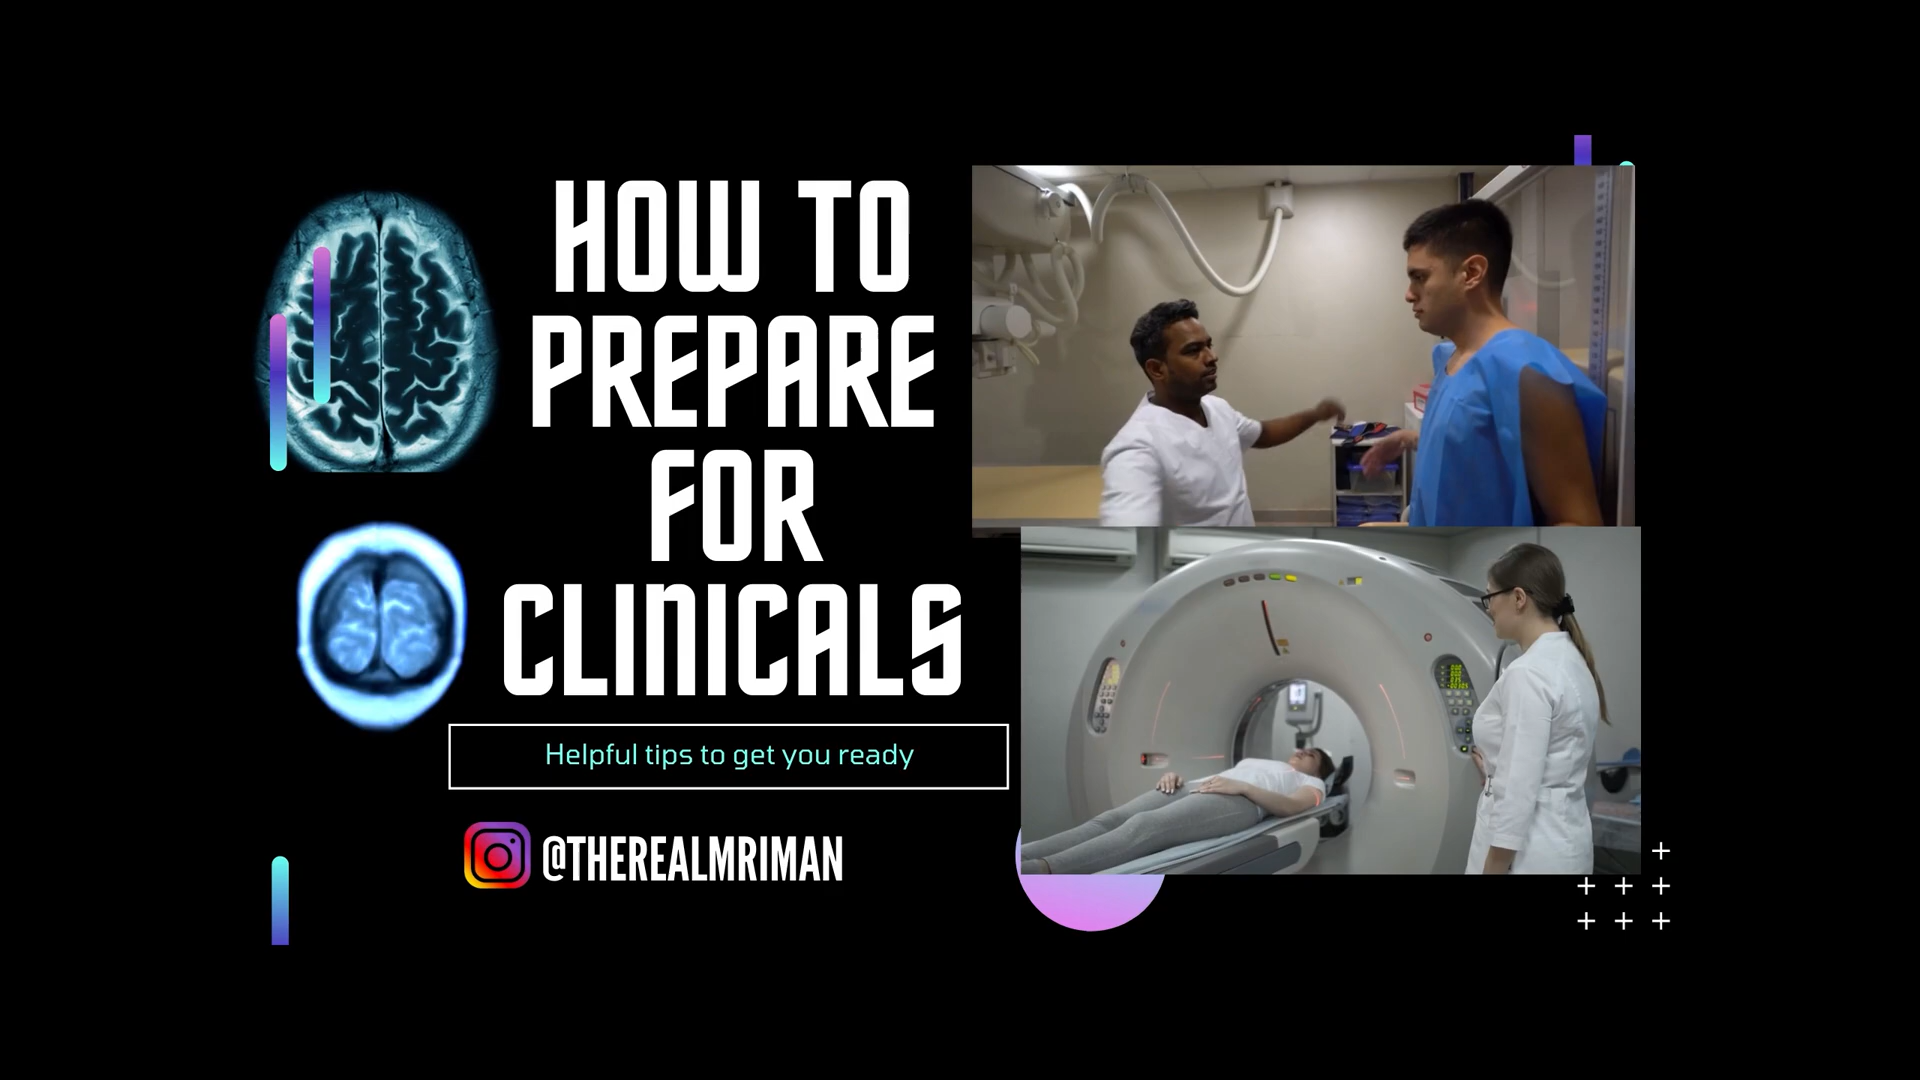 HOW TO
PREPARE
FOR
CLINICALS
Helpful tips to get you ready
@THEREALMRIMAN